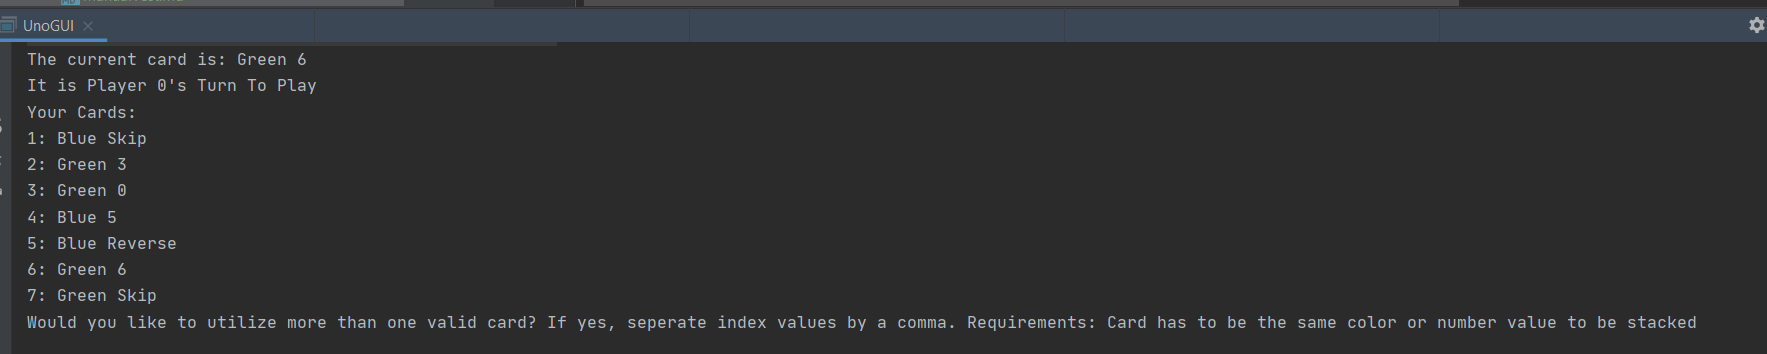 UnoGUI
The current card is: Green 6
It is Player 0's Turn To Play
Your Cards:
1: Blue Skip
2: Green 3
3: Green 0
4: Blue 5
5: Blue Reverse
6: Green 6
7: Green Skip
Would you like to utilize more than one valid card? If yes, seperate index values by a comma. Requirements: Card has to be the same color or number value to be stacked